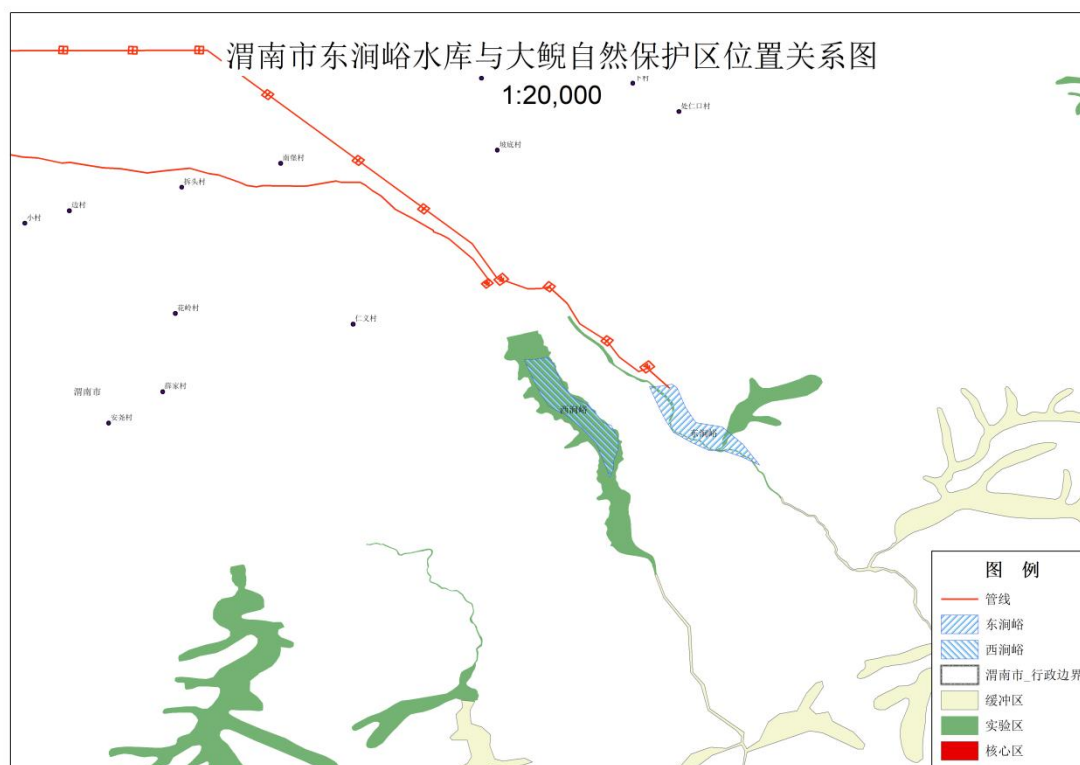 渭南市东涧峪水库与大鲵自然保护区位置关系图
1:20,000
处仁口村
坡底村
南堡村
拆头村
边村
小村
花岭村
仁义村
渭南市
薛家村
安尧村
西涧峪
东涧峪
图 例
管线
东涧峪
西涧峪
渭南市_行政边界
缓冲区
实验区
核心区